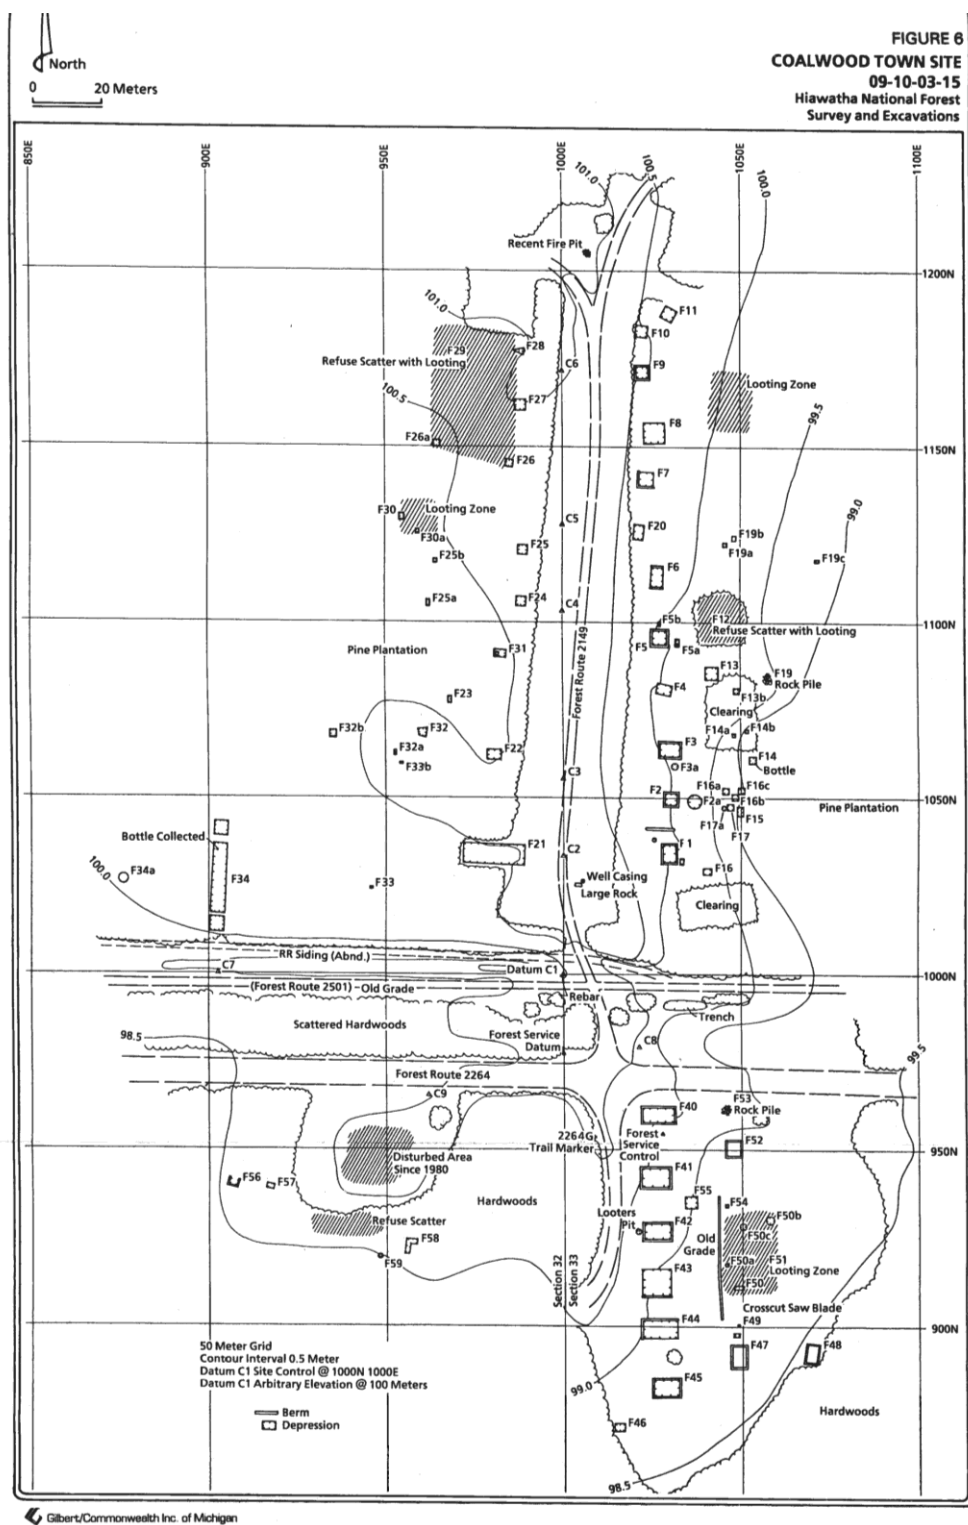 FIGURE 6
COALWOOD TOWN SITE
09-10-03-15
Hiawatha National Forest
Survey and Excavations
North
0 20 Meters
850E
900E
950E
1000E
1050E
1100E
101.0
100.5
100.0
Recent Fire Pit
1200N
F11
F10
101.0
F29
F28
Refuse Scatter with Looting
C6
F9
Looting Zone
100.5
F27
99.5
F8
F26a
F26
1150N
F7
F30
Looting Zone
F30a
C5
F20
F19b
F19a
99.0
F25
F25b
F19c
F6
F25a
F24
C4
F5b
F12
1100N
Refuse Scatter with Looting
F5
F5a
Forest Route 2149
Pine Plantation
F31
F13
F19
Rock Pile
F4
F13b
F23
Clearing
F32b
F32
F14a
F14b
F32a
F22
F3
F33b
F3a
F14
Bottle
C3
F16a
F16c
F2
F2a
F16b
1050N
Pine Plantation
F17a
F15
F17
Bottle Collected
F21
C2
F1
100.0
F34a
F34
F33
Well Casing
Large Rock
F16
Clearing
RR Siding (Abnd.)
C7
Datum C1
1000N
(Forest Route 2501) - Old Grade
Rebar
Trench
Scattered Hardwoods
Forest Service
Datum
98.5
C8
99.5
Forest Route 2264
C9
F40
F53
Rock Pile
2264G
Trail Marker
Forest
Service
Control
F52
950N
Disturbed Area
Since 1980
F41
F56
F57
Hardwoods
F55
F54
Looters
Pit
F50b
Refuse Scatter
F42
Old
Grade
F50c
F58
F59
F50a
F51
Looting Zone
F43
F50
Section 32
Section 33
Crosscut Saw Blade
F44
F49
900N
50 Meter Grid
Contour Interval 0.5 Meter
Datum C1 Site Control @ 1000N 1000E
Datum C1 Arbitrary Elevation @ 100 Meters
F47
F48
F45
99.0
Berm
Depression
F46
Hardwoods
98.5
Gilbert/Commonwealth Inc. of Michigan